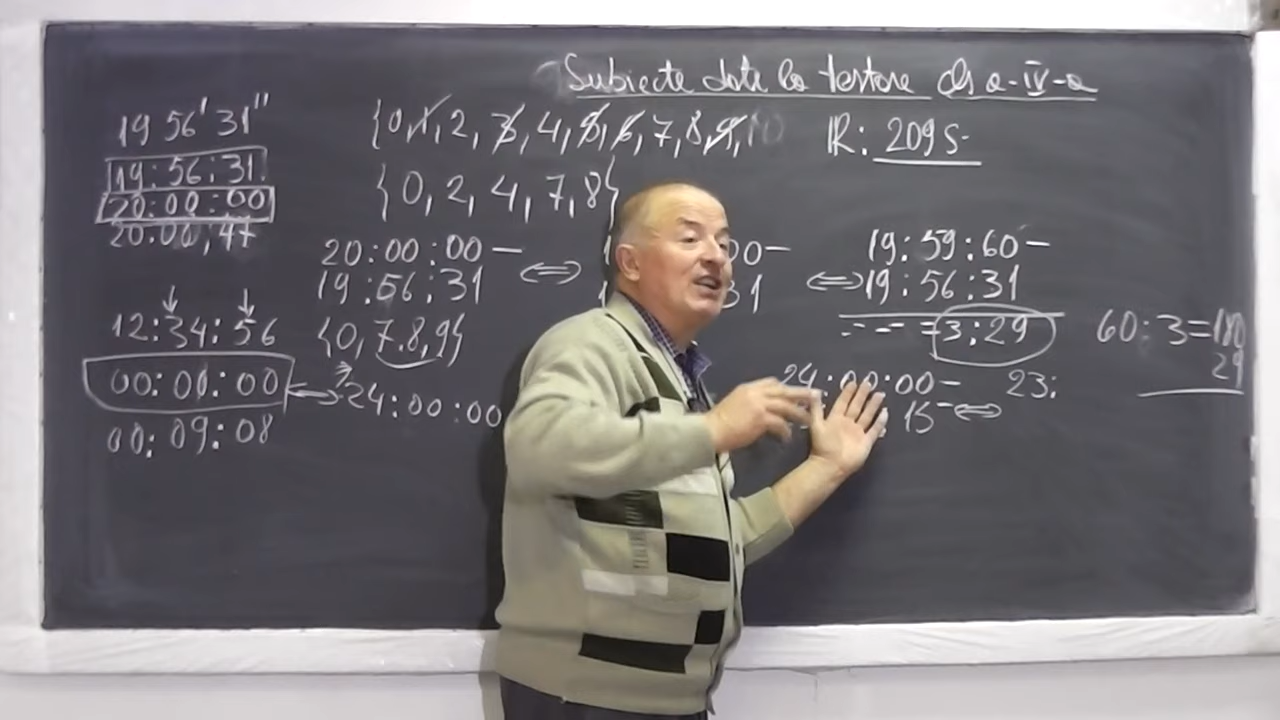 Subiecte date la testare cls a-IV-a
19 56' 31''
19:56:31
20:00:00
20:00,47
{0, 1, 2, 3, 4, 5, 6, 7, 8, 9, 10
{0, 2, 4, 7, 8}
R: 209 s
20:00:00 −
19:56:31
⟺
00 −
31
⟺
19:59:60 −
19:56:31
- - - = 3:29
60:3=180
29
12:34:56
{0, 7.8,9}
00:00:00 ⟷ 24:00:00
00:09:08
24:00:00 − 23:
15 ⟺